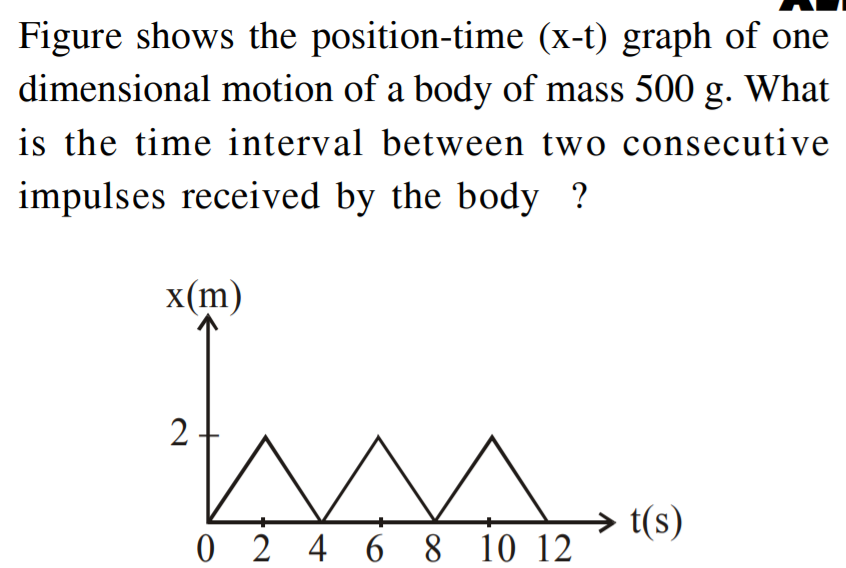 Figure shows the position-time (x-t) graph of one
dimensional motion of a body of mass 500 g. What
is the time interval between two consecutive
impulses received by the body ?
x(m)
2
t(s)
0 2 4 6 8 10 12